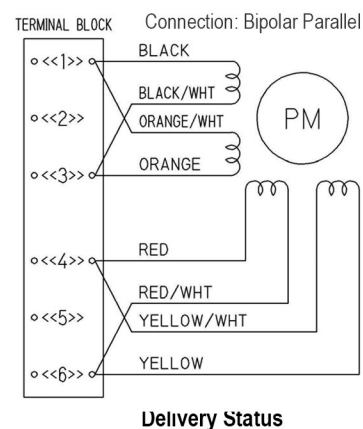 TERMINAL BLOCK
Connection: Bipolar Parallel
<<1>>
BLACK
BLACK/WHT
<<2>>
ORANGE/WHT
PM
<<3>>
ORANGE
<<4>>
RED
RED/WHT
<<5>>
YELLOW/WHT
<<6>>
YELLOW
Delivery Status